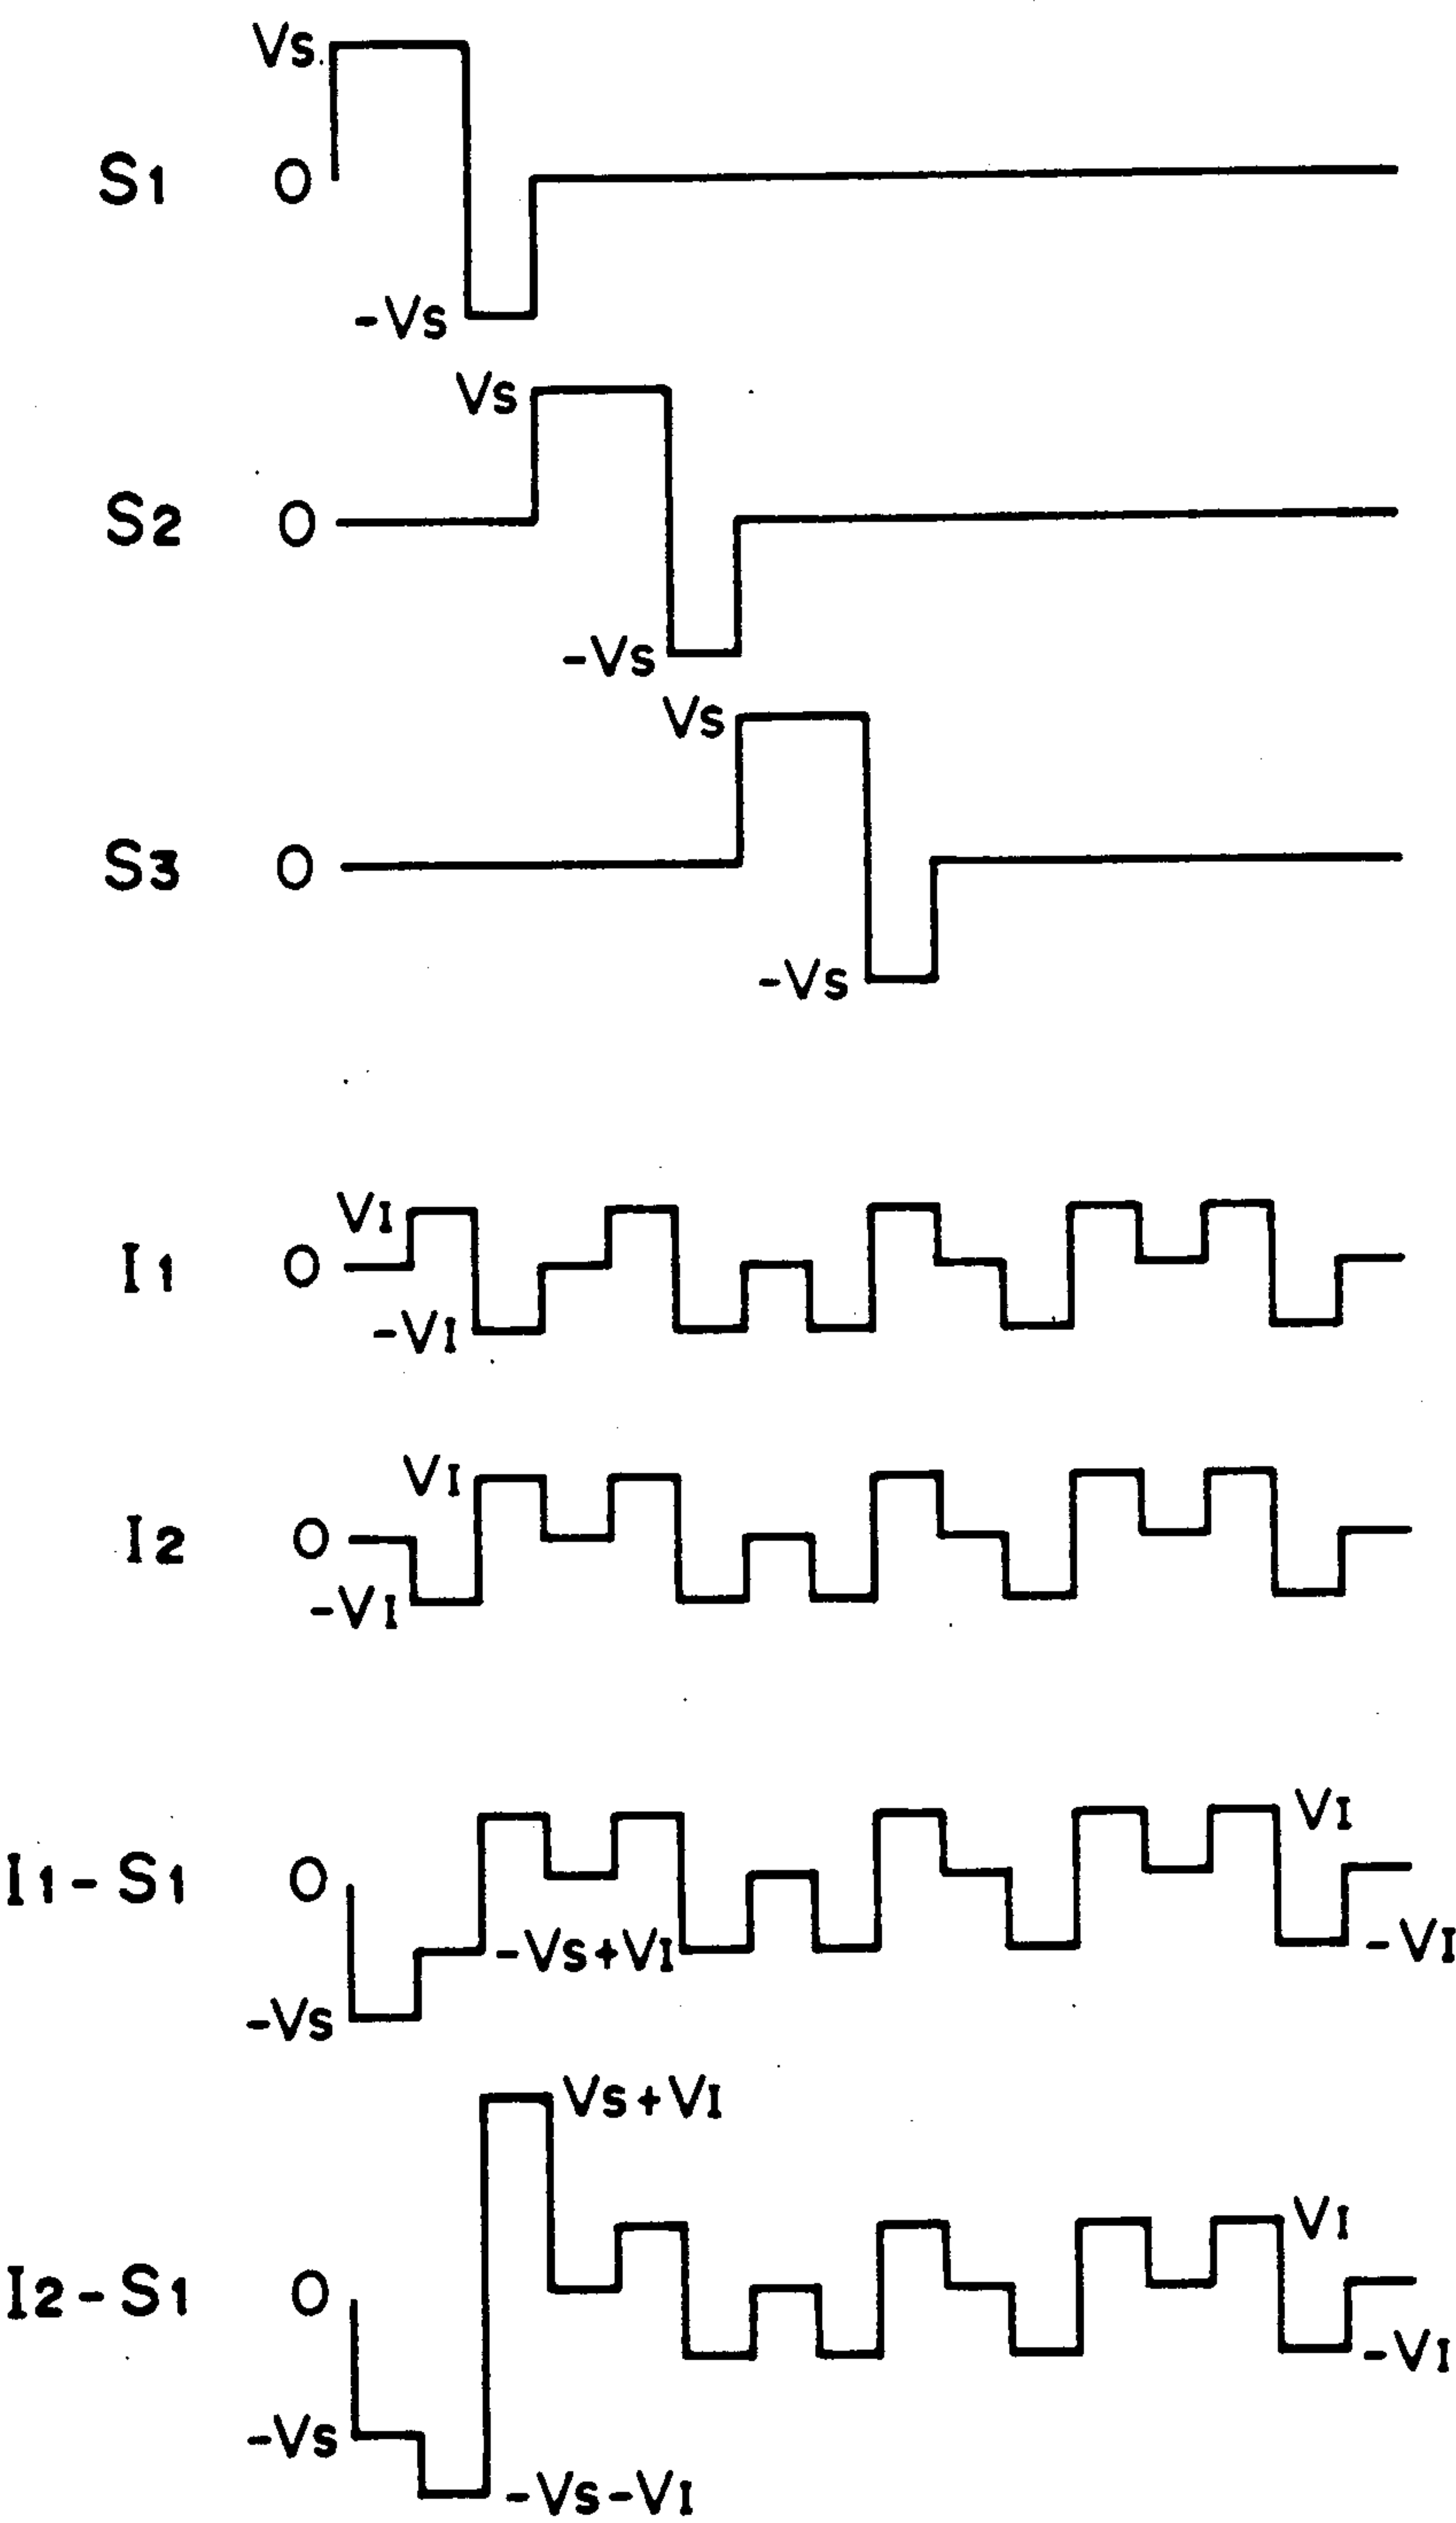 Vs
S1 0
-Vs
Vs
S2 0
-Vs
Vs
S3 0
-Vs
VI
I1 0
-VI
VI
I2 0
-VI
VI
I1-S1 0
-Vs+VI
-VI
-Vs
Vs+VI
VI
I2-S1 0
-VI
-Vs
-Vs-VI